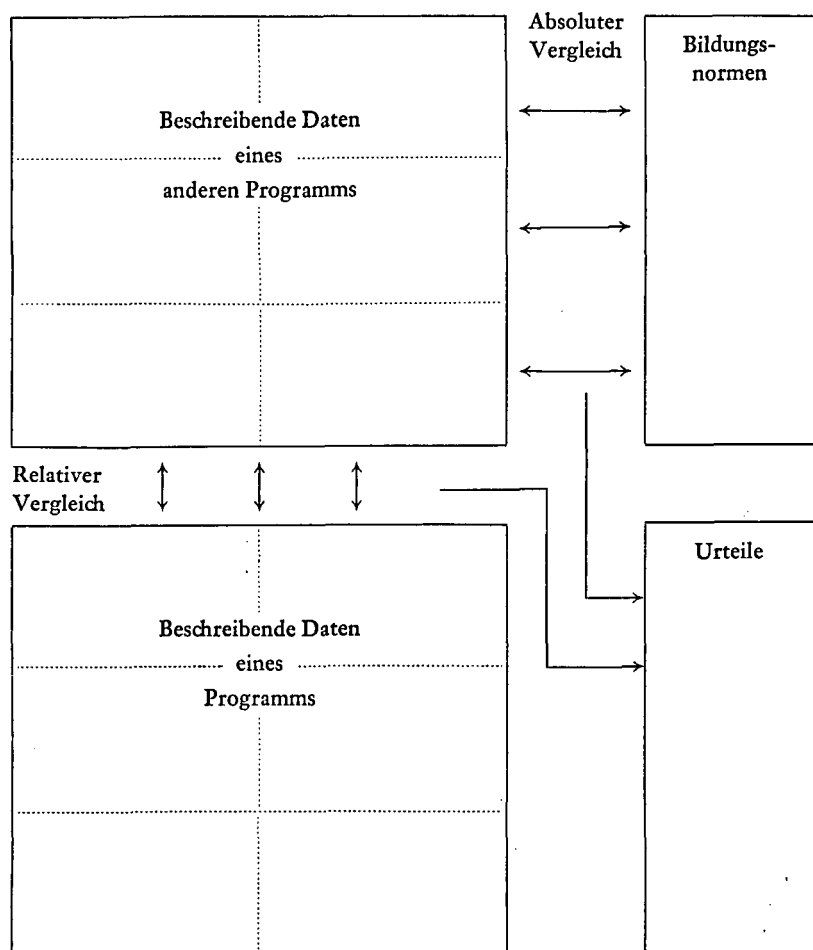 Absoluter
Vergleich
Bildungs-
normen
Beschreibende Daten
eines
anderen Programms
Relativer
Vergleich
Urteile
Beschreibende Daten
eines
Programms